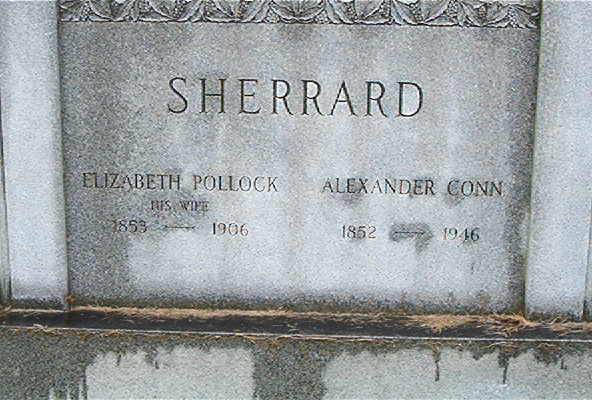 SHERRARD
ELIZABETH POLLOCK
HIS WIFE
1853 — 1906
ALEXANDER CONN
1852 — 1946